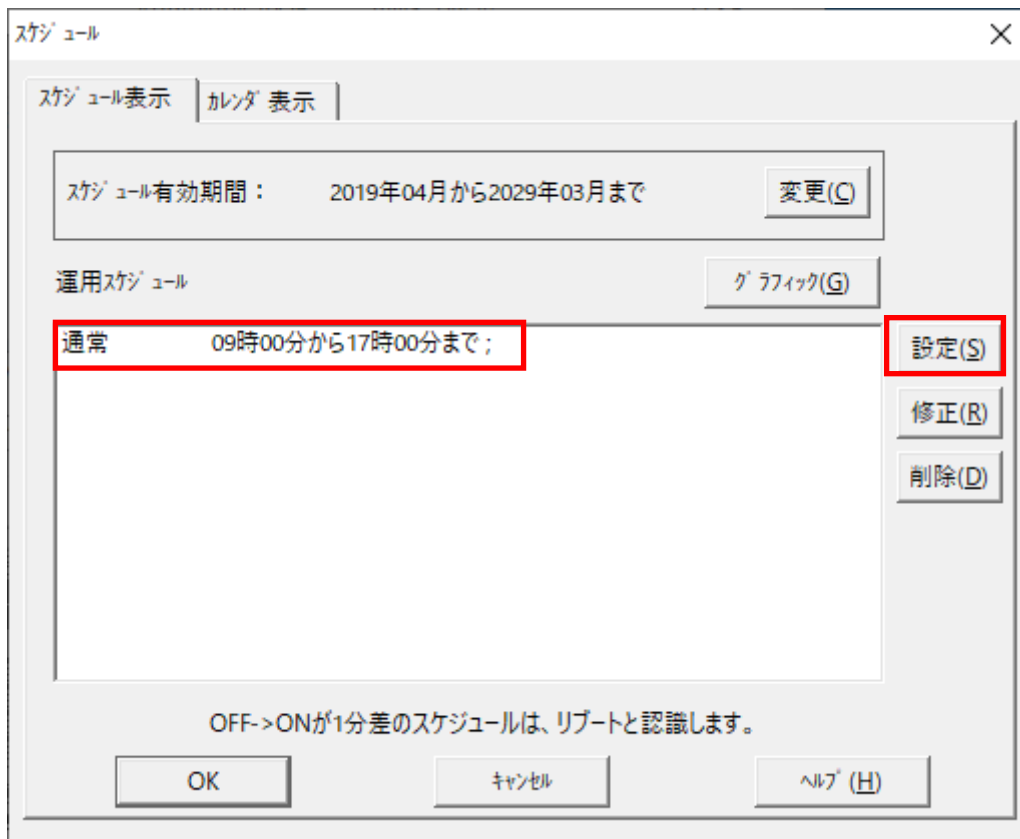 ｽｹｼﾞｭｰﾙ
ｽｹｼﾞｭｰﾙ表示 ｶﾚﾝﾀﾞ表示
ｽｹｼﾞｭｰﾙ有効期間： 2019年04月から2029年03月まで 変更(C)
運用ｽｹｼﾞｭｰﾙ ｸﾞﾗﾌｨｯｸ(G)
通常 09時00分から17時00分まで ; 設定(S)
修正(R)
削除(D)
OFF->ONが1分差のスケジュールは、リブートと認識します。
OK ｷｬﾝｾﾙ ﾍﾙﾌﾟ(H)